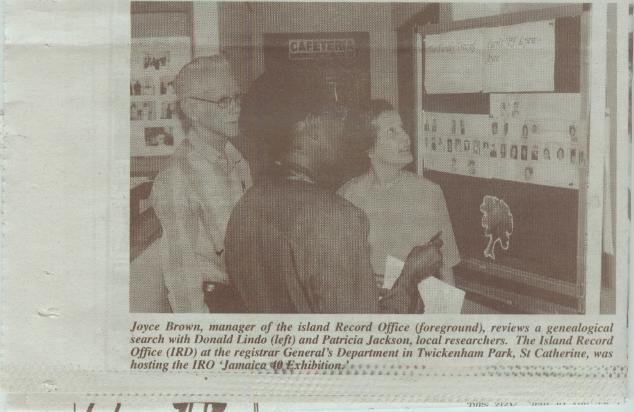 CAFETERIA
Joyce Brown, manager of the island Record Office (foreground), reviews a genealogical
search with Donald Lindo (left) and Patricia Jackson, local researchers. The Island Record
Office (IRD) at the registrar General's Department in Twickenham Park, St Catherine, was
hosting the IRO 'Jamaica 40 Exhibition.'